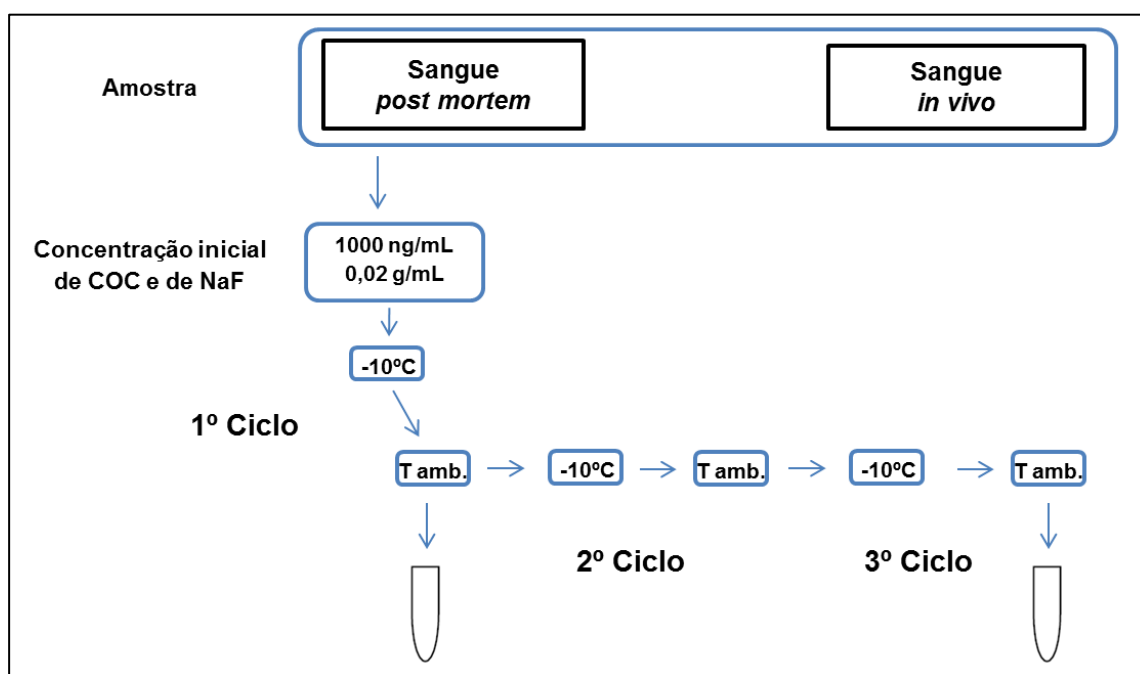 Amostra
Sangue
post mortem
Sangue
in vivo
Concentração inicial
de COC e de NaF
1000 ng/mL
0,02 g/mL
-10ºC
1º Ciclo
T amb.
-10ºC
T amb.
-10ºC
T amb.
2º Ciclo
3º Ciclo